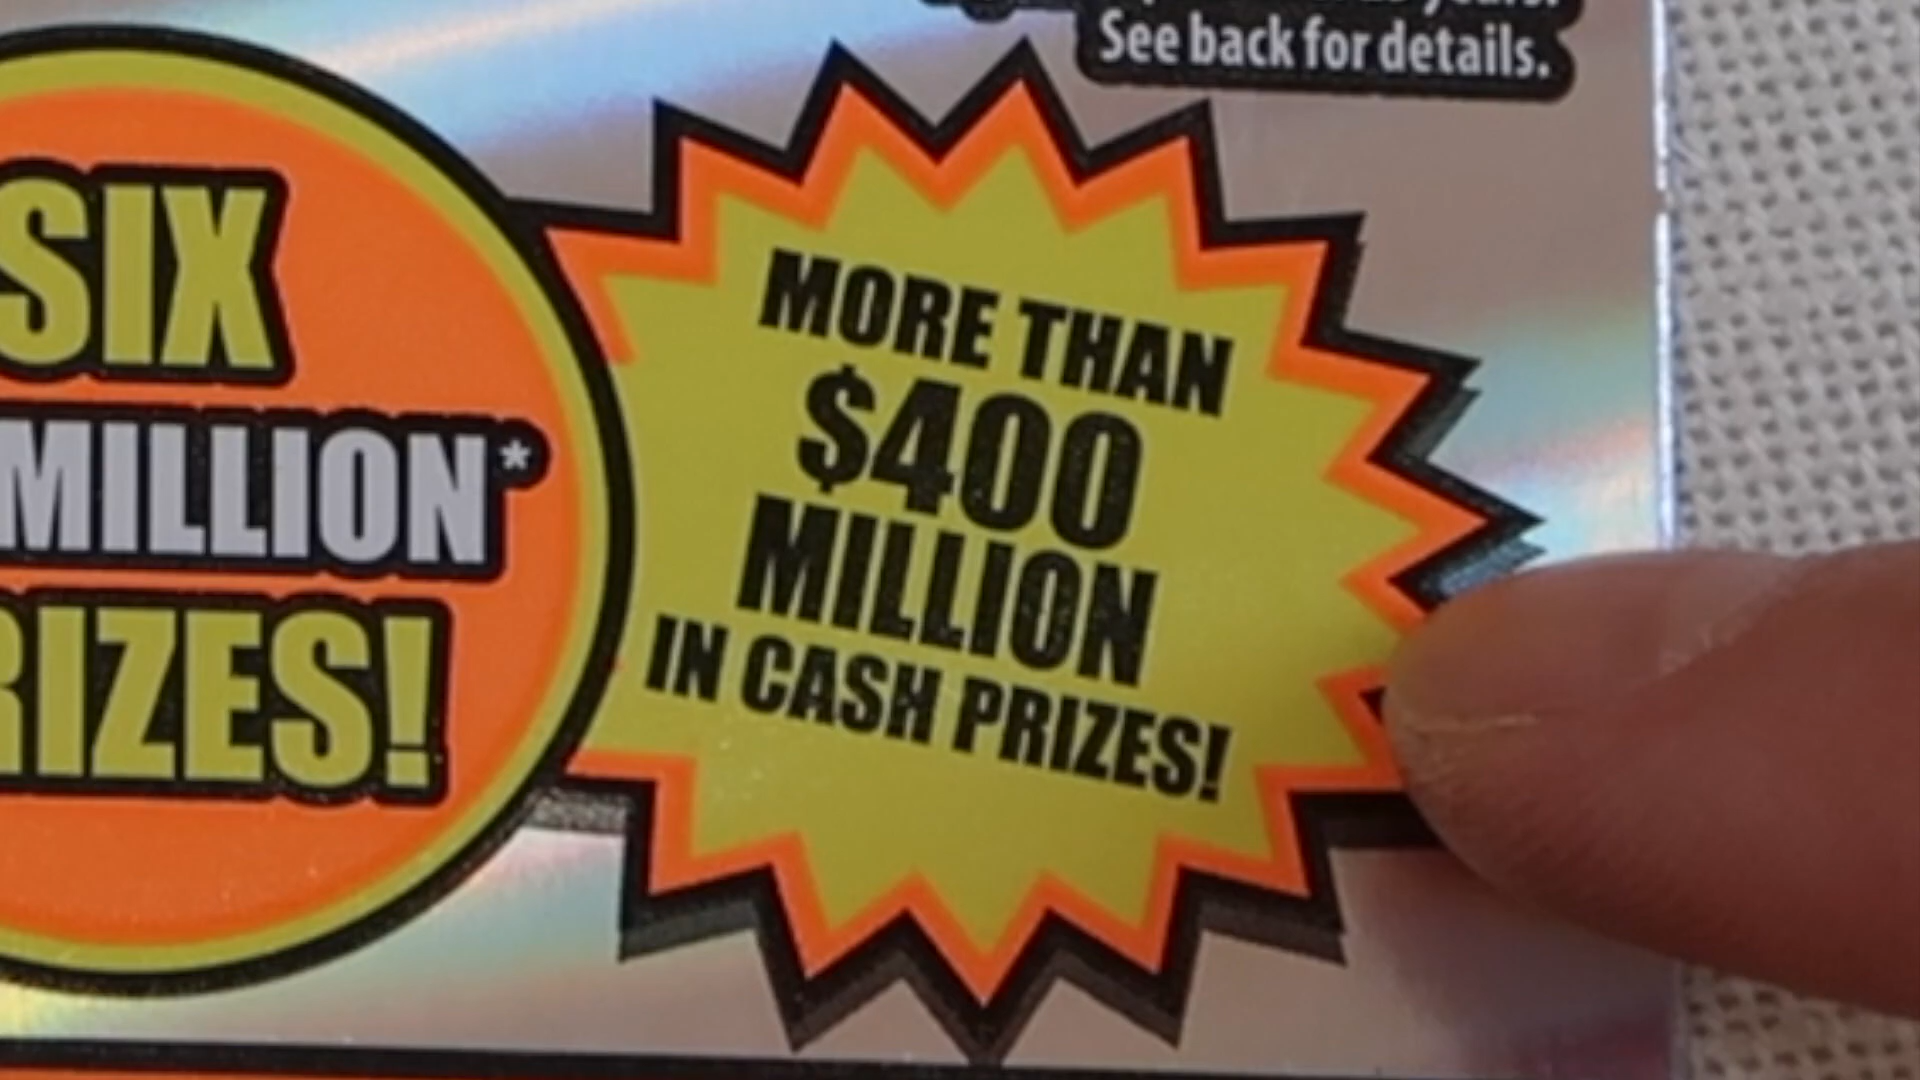 See back for details.
SIX
MILLION*
RIZES!
MORE THAN
$400
MILLION
IN CASH PRIZES!